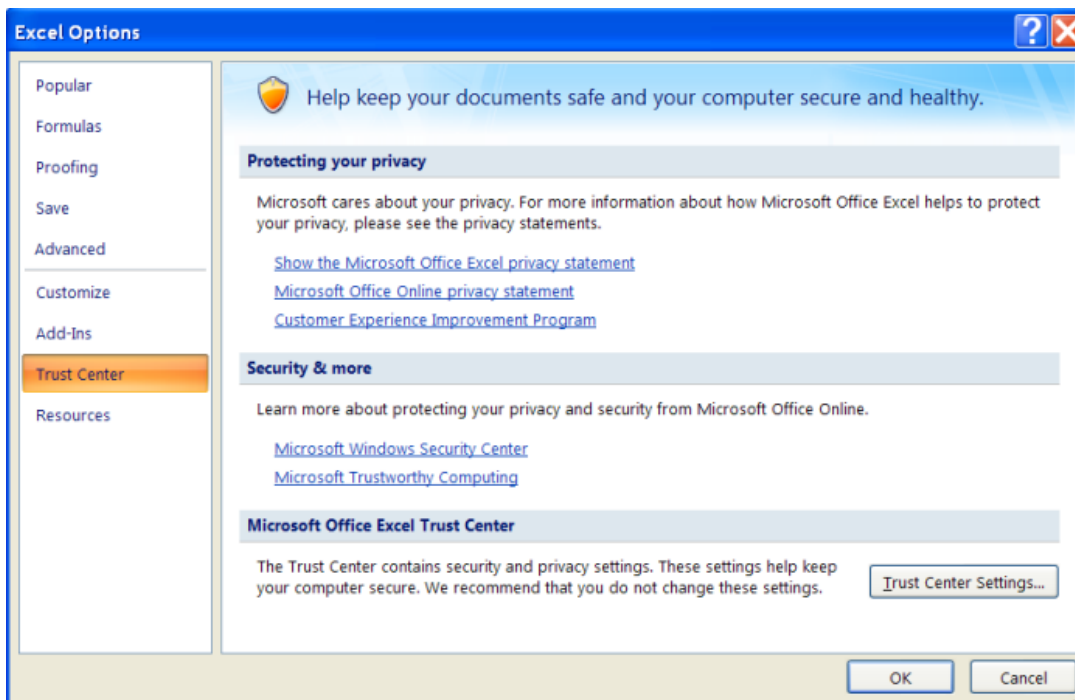 Excel Options
?
Popular
Formulas
Proofing
Save
Advanced
Customize
Add-Ins
Trust Center
Resources
Help keep your documents safe and your computer secure and healthy.
Protecting your privacy
Microsoft cares about your privacy. For more information about how Microsoft Office Excel helps to protect
your privacy, please see the privacy statements.
Show the Microsoft Office Excel privacy statement
Microsoft Office Online privacy statement
Customer Experience Improvement Program
Security & more
Learn more about protecting your privacy and security from Microsoft Office Online.
Microsoft Windows Security Center
Microsoft Trustworthy Computing
Microsoft Office Excel Trust Center
The Trust Center contains security and privacy settings. These settings help keep
your computer secure. We recommend that you do not change these settings.
Trust Center Settings...
OK
Cancel